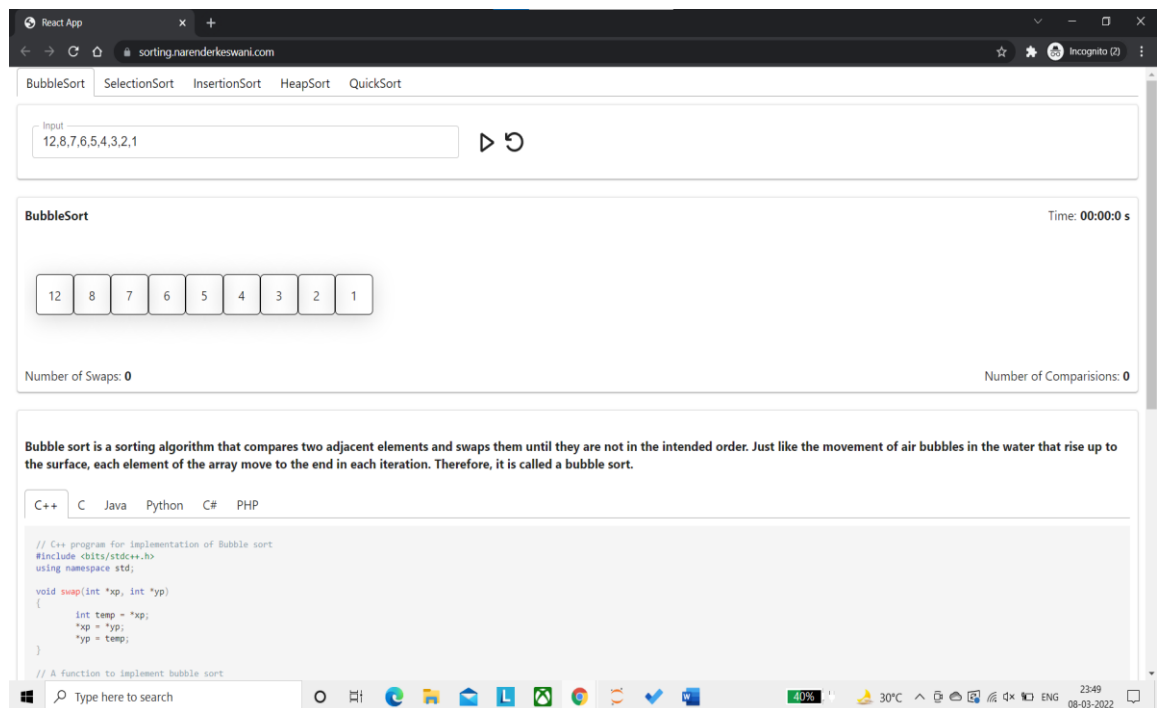 React App
sorting.narenderkeswani.com
Incognito (2)
BubbleSort SelectionSort InsertionSort HeapSort QuickSort
Input
12,8,7,6,5,4,3,2,1
BubbleSort Time: 00:00:0 s
12 8 7 6 5 4 3 2 1
Number of Swaps: 0 Number of Comparisions: 0
Bubble sort is a sorting algorithm that compares two adjacent elements and swaps them until they are not in the intended order. Just like the movement of air bubbles in the water that rise up to
the surface, each element of the array move to the end in each iteration. Therefore, it is called a bubble sort.
C++ C Java Python C# PHP
// C++ program for implementation of Bubble sort
#include <bits/stdc++.h>
using namespace std;
void swap(int *xp, int *yp)
{
int temp = *xp;
*xp = *yp;
*yp = temp;
}
// A function to implement bubble sort
Type here to search
L
W
40%
30°C
ENG
23:49
08-03-2022